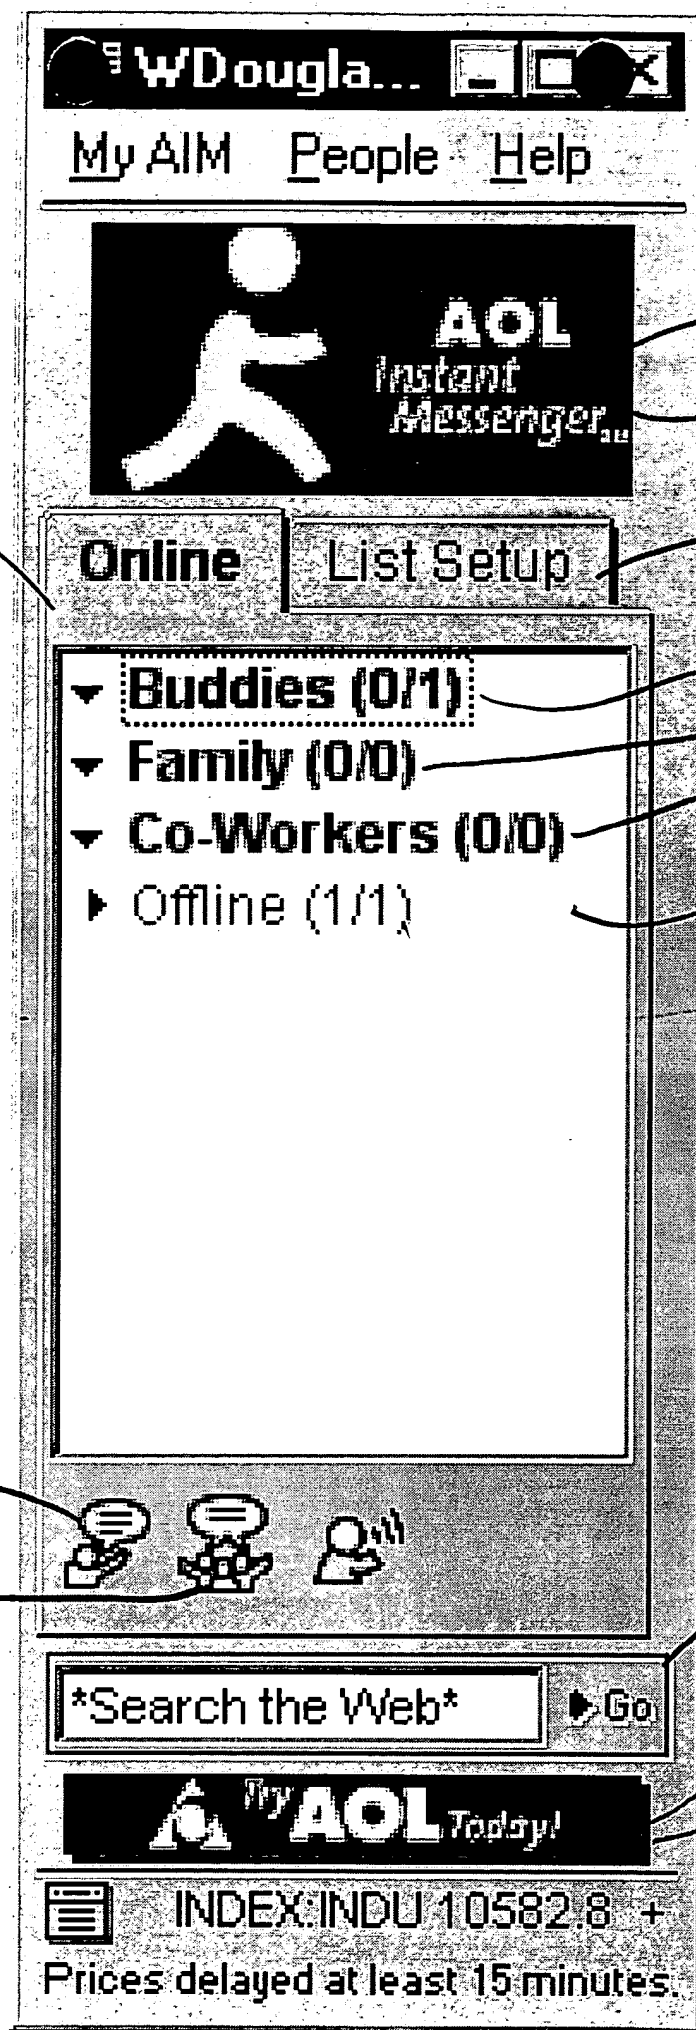 WDougla...
My AIM People Help
AOL
Instant
Messenger
Online List Setup
Buddies (0/1)
Family (0/0)
Co-Workers (0/0)
Offline (1/1)
*Search the Web* Go
Try AOL Today!
INDEX:INDU 10582.8 +
Prices delayed at least 15 minutes.